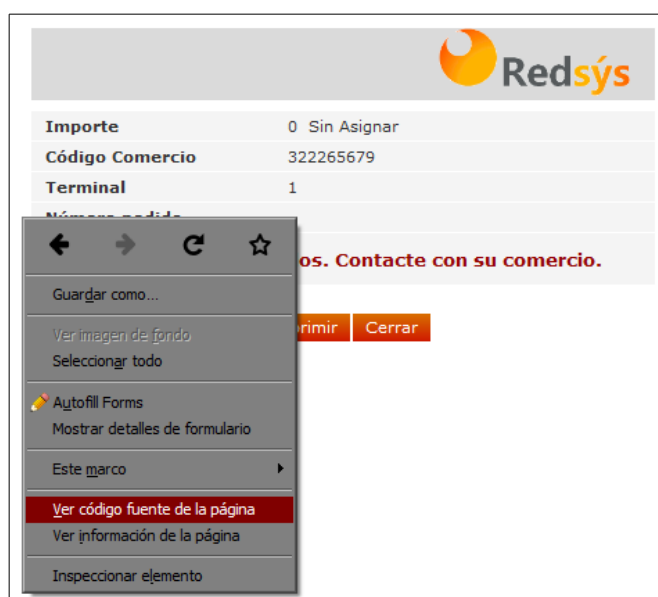 Redsýs
Importe 0 Sin Asignar
Código Comercio 322265679
Terminal 1
Número pedido
os. Contacte con su comercio.
Guardar como...
Ver imagen de fondo
rimir Cerrar
Seleccionar todo
Autofill Forms
Mostrar detalles de formulario
Este marco
Ver código fuente de la página
Ver información de la página
Inspeccionar elemento